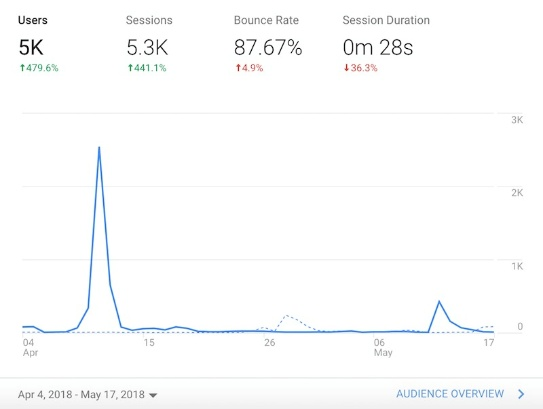 Users Sessions Bounce Rate Session Duration
5K 5.3K 87.67% 0m 28s
↑479.6% ↑441.1% ↑4.9% ↓36.3%
3K
2K
1K
0
04 15 26 06 17
Apr May
Apr 4, 2018 - May 17, 2018 AUDIENCE OVERVIEW